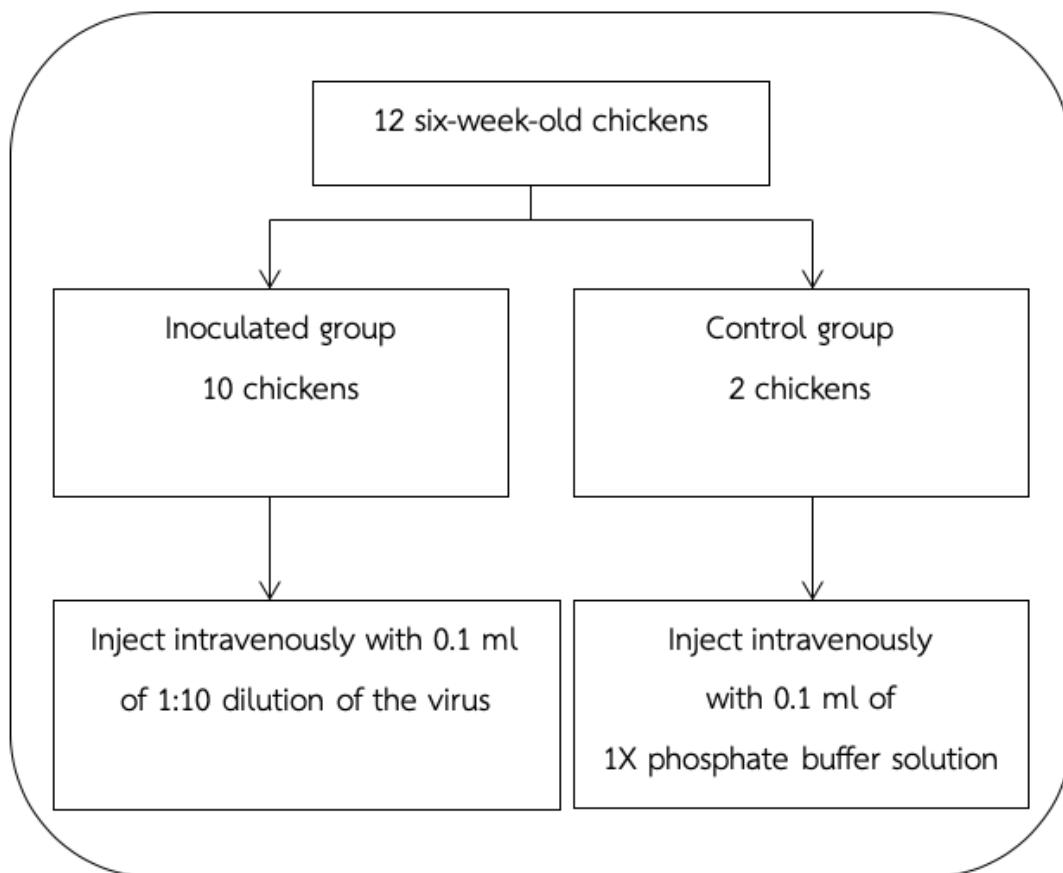 12 six-week-old chickens
Inoculated group
10 chickens
Control group
2 chickens
Inject intravenously with 0.1 ml
of 1:10 dilution of the virus
Inject intravenously
with 0.1 ml of
1X phosphate buffer solution